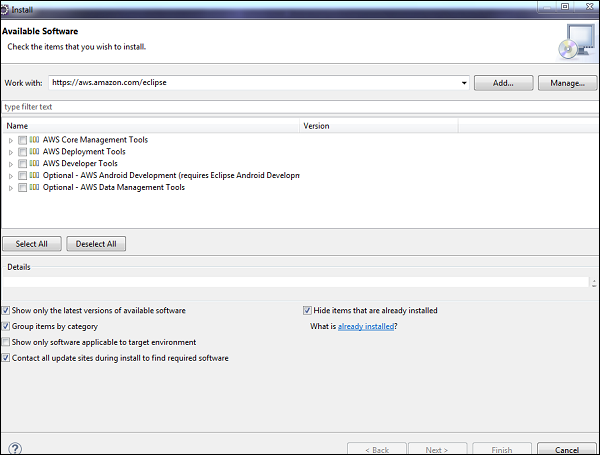 Install
Available Software
Check the items that you wish to install.
Work with: https://aws.amazon.com/eclipse Add... Manage...
type filter text
Name Version
AWS Core Management Tools
AWS Deployment Tools
AWS Developer Tools
Optional - AWS Android Development (requires Eclipse Android Developm
Optional - AWS Data Management Tools
Select All Deselect All
Details
Show only the latest versions of available software Hide items that are already installed
Group items by category What is already installed?
Show only software applicable to target environment
Contact all update sites during install to find required software
? < Back Next > Finish Cancel